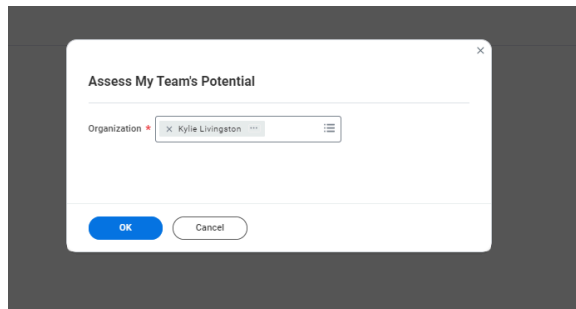 Assess My Team's Potential
Organization * × Kylie Livingston
OK Cancel